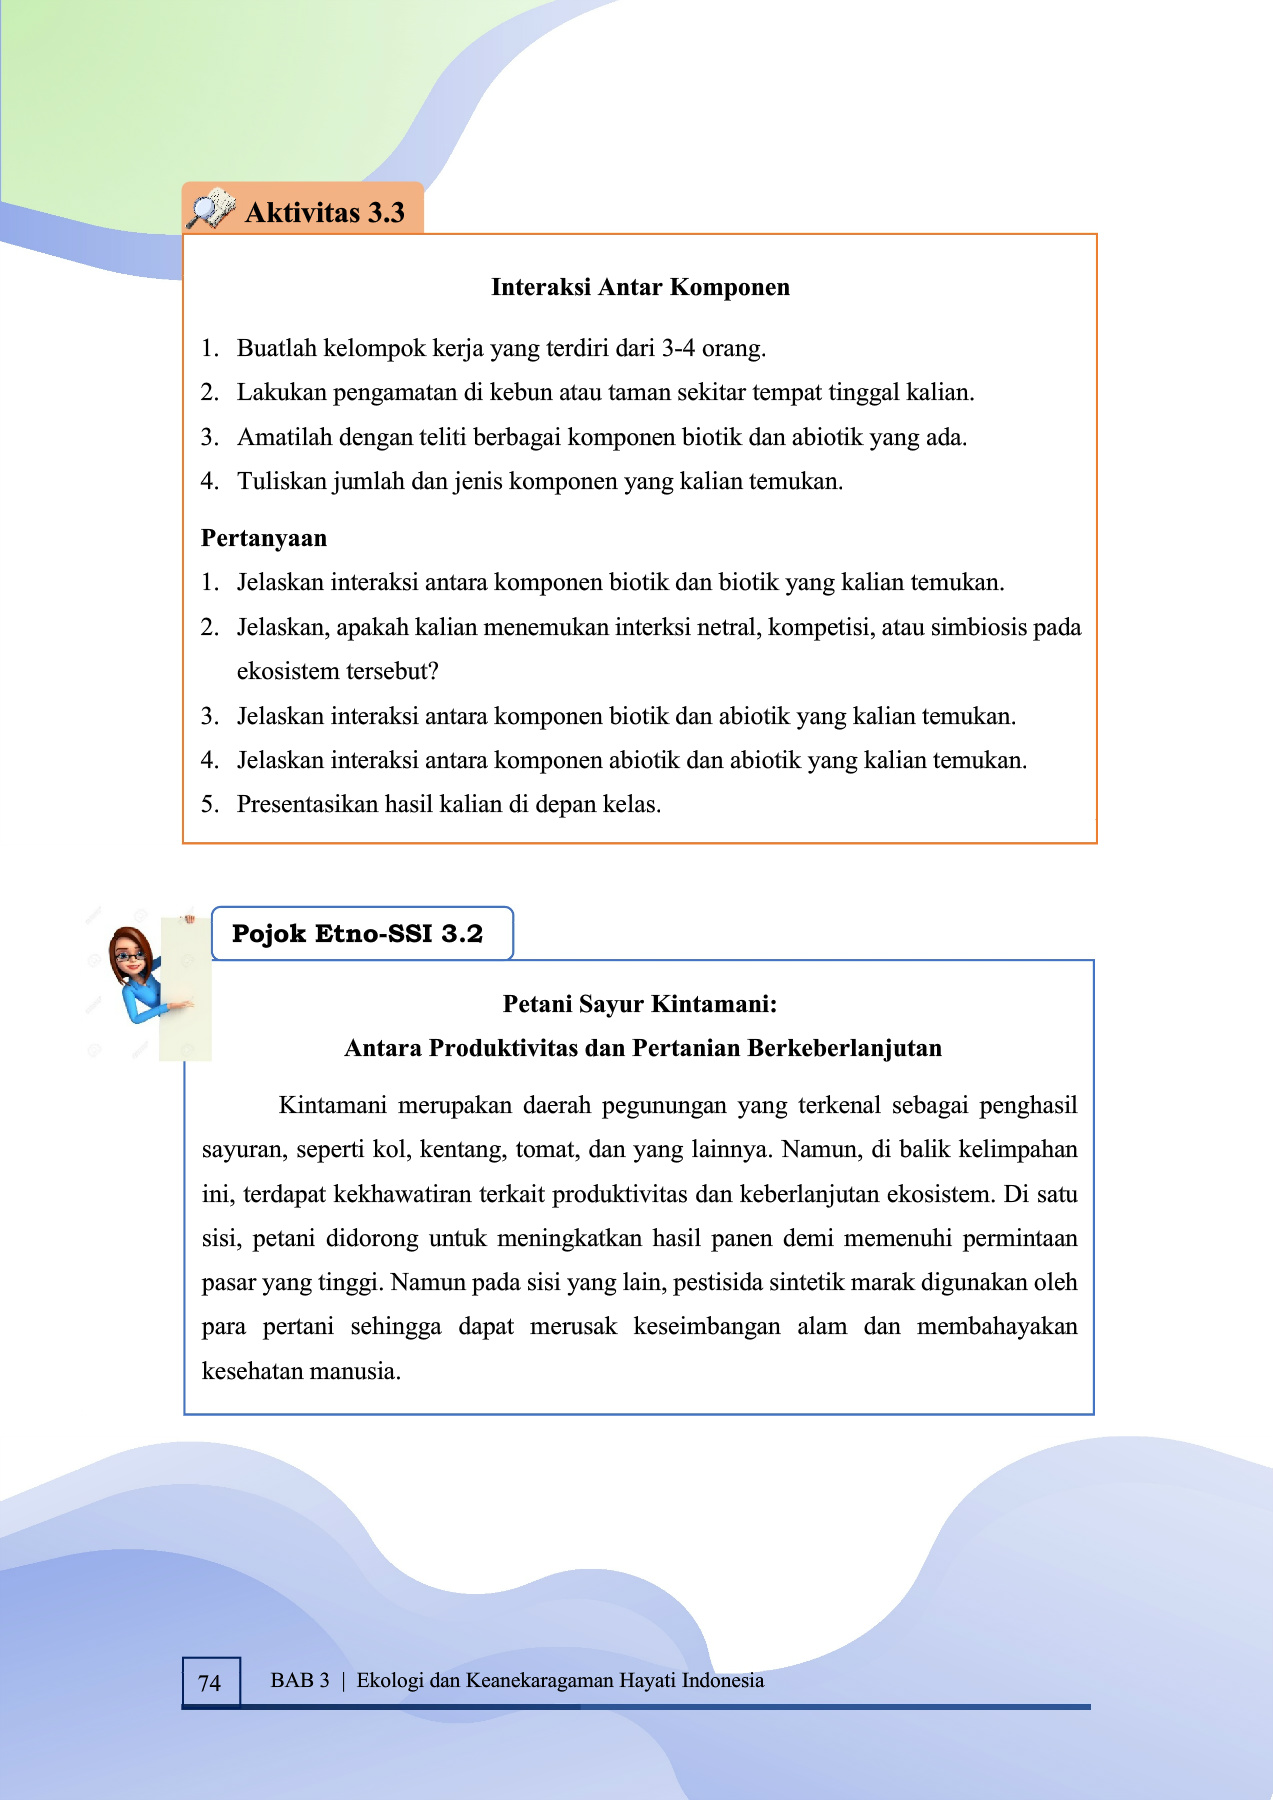 Aktivitas 3.3
Interaksi Antar Komponen
1. Buatlah kelompok kerja yang terdiri dari 3-4 orang.
2. Lakukan pengamatan di kebun atau taman sekitar tempat tinggal kalian.
3. Amatilah dengan teliti berbagai komponen biotik dan abiotik yang ada.
4. Tuliskan jumlah dan jenis komponen yang kalian temukan.
Pertanyaan
1. Jelaskan interaksi antara komponen biotik dan biotik yang kalian temukan.
2. Jelaskan, apakah kalian menemukan interksi netral, kompetisi, atau simbiosis pada
ekosistem tersebut?
3. Jelaskan interaksi antara komponen biotik dan abiotik yang kalian temukan.
4. Jelaskan interaksi antara komponen abiotik dan abiotik yang kalian temukan.
5. Presentasikan hasil kalian di depan kelas.
Pojok Etno-SSI 3.2
Petani Sayur Kintamani:
Antara Produktivitas dan Pertanian Berkeberlanjutan
Kintamani merupakan daerah pegunungan yang terkenal sebagai penghasil
sayuran, seperti kol, kentang, tomat, dan yang lainnya. Namun, di balik kelimpahan
ini, terdapat kekhawatiran terkait produktivitas dan keberlanjutan ekosistem. Di satu
sisi, petani didorong untuk meningkatkan hasil panen demi memenuhi permintaan
pasar yang tinggi. Namun pada sisi yang lain, pestisida sintetik marak digunakan oleh
para pertani sehingga dapat merusak keseimbangan alam dan membahayakan
kesehatan manusia.
74
BAB 3 | Ekologi dan Keanekaragaman Hayati Indonesia